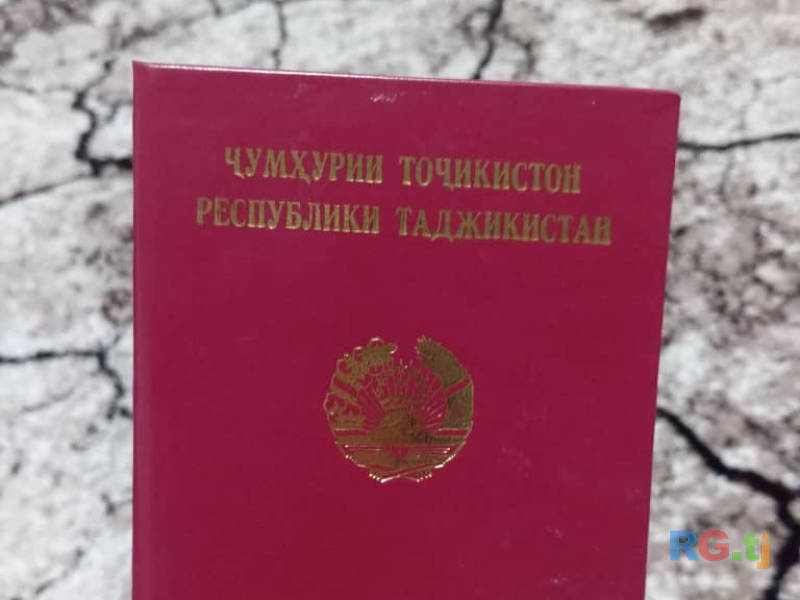 ҶУМҲУРИИ ТОҶИКИСТОН
РЕСПУБЛИКИ ТАДЖИКИСТАН
RG.tj